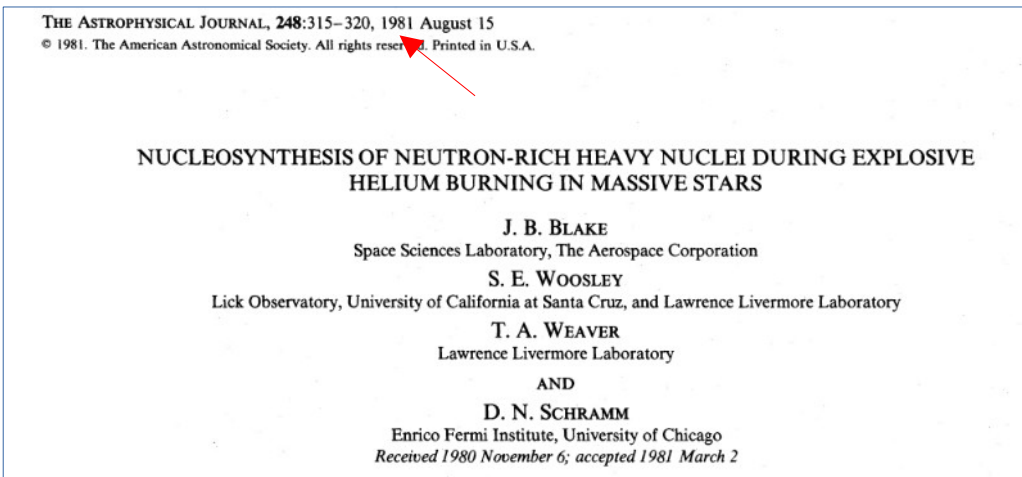 THE ASTROPHYSICAL JOURNAL, 248:315-320, 1981 August 15
© 1981. The American Astronomical Society. All rights reserved. Printed in U.S.A.
NUCLEOSYNTHESIS OF NEUTRON-RICH HEAVY NUCLEI DURING EXPLOSIVE
HELIUM BURNING IN MASSIVE STARS
J. B. BLAKE
Space Sciences Laboratory, The Aerospace Corporation
S. E. WOOSLEY
Lick Observatory, University of California at Santa Cruz, and Lawrence Livermore Laboratory
T. A. WEAVER
Lawrence Livermore Laboratory
AND
D. N. SCHRAMM
Enrico Fermi Institute, University of Chicago
Received 1980 November 6; accepted 1981 March 2